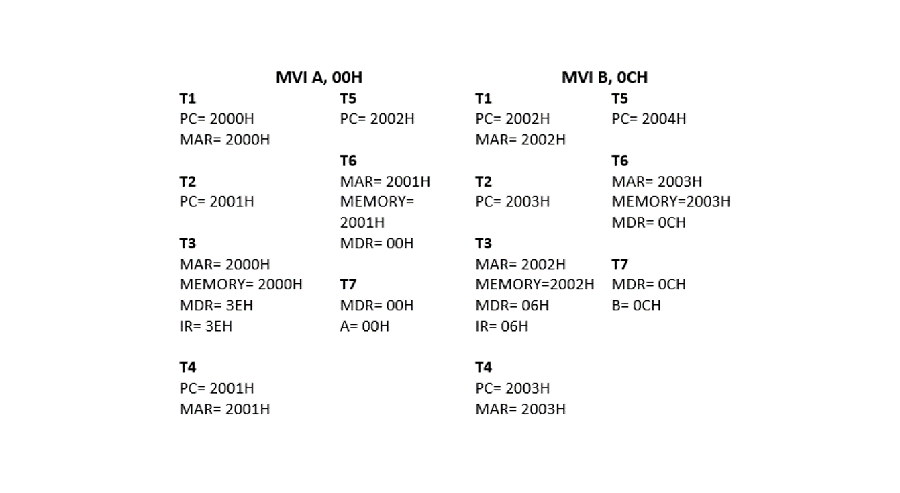 MVI A, 00H
T1
PC= 2000H
MAR= 2000H
T2
PC= 2001H
T3
MAR= 2000H
MEMORY= 2000H
MDR= 3EH
IR= 3EH
T4
PC= 2001H
MAR= 2001H
T5
PC= 2002H
T6
MAR= 2001H
MEMORY=
2001H
MDR= 00H
T7
MDR= 00H
A= 00H
MVI B, 0CH
T1
PC= 2002H
MAR= 2002H
T2
PC= 2003H
T3
MAR= 2002H
MEMORY=2002H
MDR= 06H
IR= 06H
T4
PC= 2003H
MAR= 2003H
T5
PC= 2004H
T6
MAR= 2003H
MEMORY=2003H
MDR= 0CH
T7
MDR= 0CH
B= 0CH